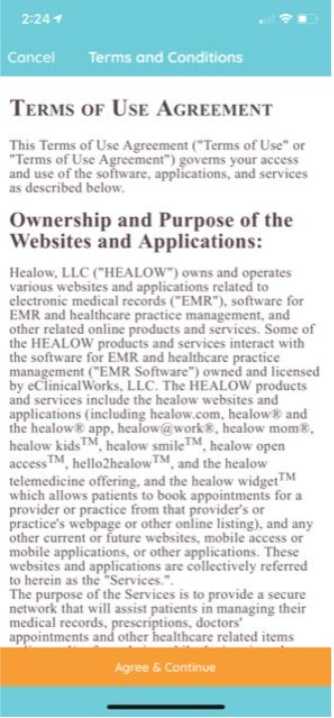 2:24
Cancel Terms and Conditions
TERMS OF USE AGREEMENT
This Terms of Use Agreement ("Terms of Use" or
"Terms of Use Agreement") governs your access
and use of the software, applications, and services
as described below.
Ownership and Purpose of the
Websites and Applications:
Healow, LLC ("HEALOW") owns and operates
various websites and applications related to
electronic medical records ("EMR"), software for
EMR and healthcare practice management, and
other related online products and services. Some of
the HEALOW products and services interact with
the software for EMR and healthcare practice
management ("EMR Software") owned and licensed
by eClinicalWorks, LLC. The HEALOW products
and services include the healow websites and
applications (including healow.com, healow® and
the healow® app, healow@work®, healow mom®,
healow kids™, healow smile™, healow open
access™, hello2healow™, and the healow
telemedicine offering, and the healow widget™
which allows patients to book appointments for a
provider or practice from that provider's or
practice's webpage or other online listing), and any
other current or future websites, mobile access or
mobile applications, or other applications. These
websites and applications are collectively referred
to herein as the "Services.".
The purpose of the Services is to provide a secure
network that will assist patients in managing their
medical records, prescriptions, doctors'
appointments and other healthcare related items
Agree & Continue